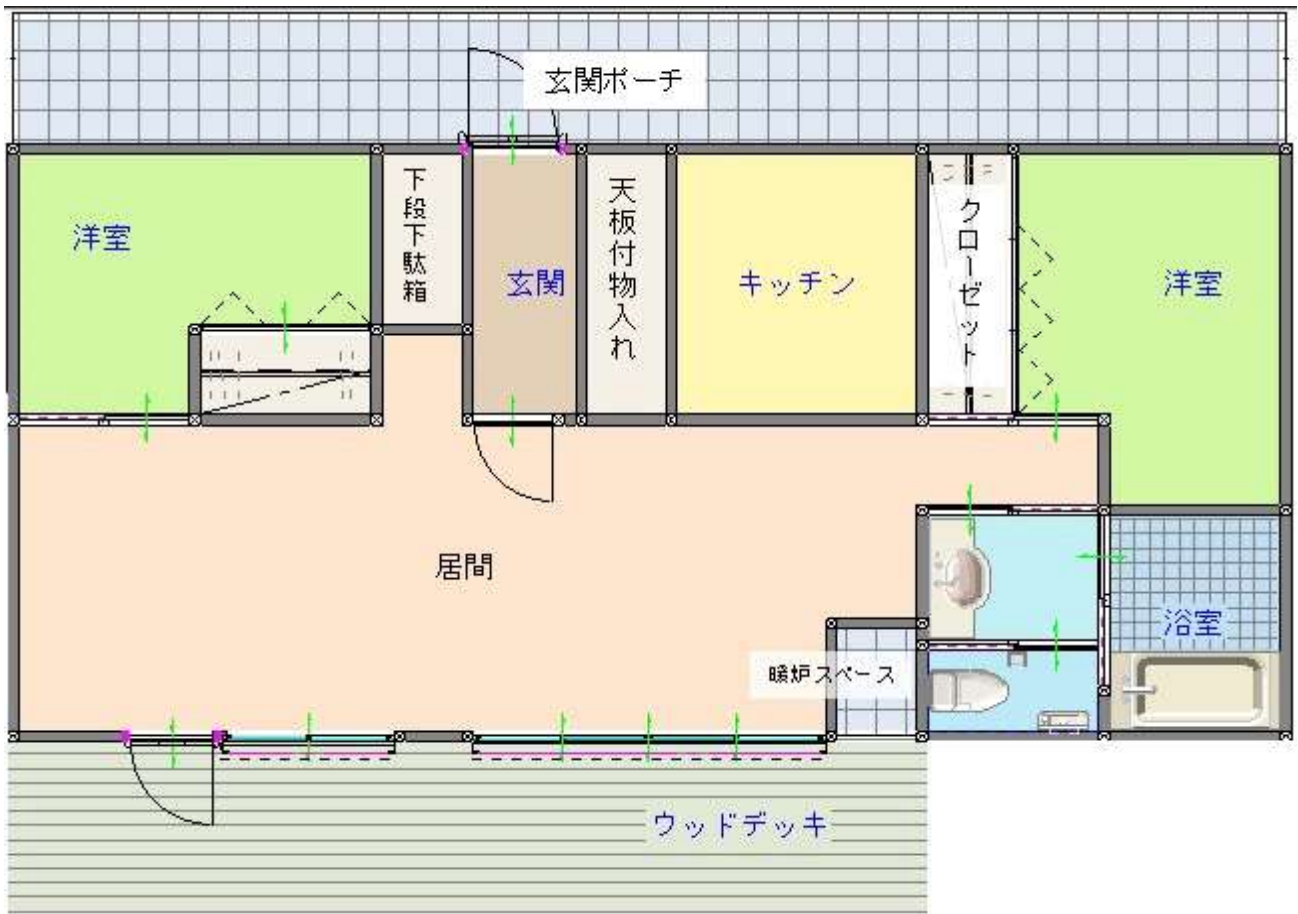 玄関ポーチ
洋室
下段下駄箱
玄関
天板付物入れ
キッチン
クローゼット
洋室
居間
浴室
暖炉スペース
ウッドデッキ